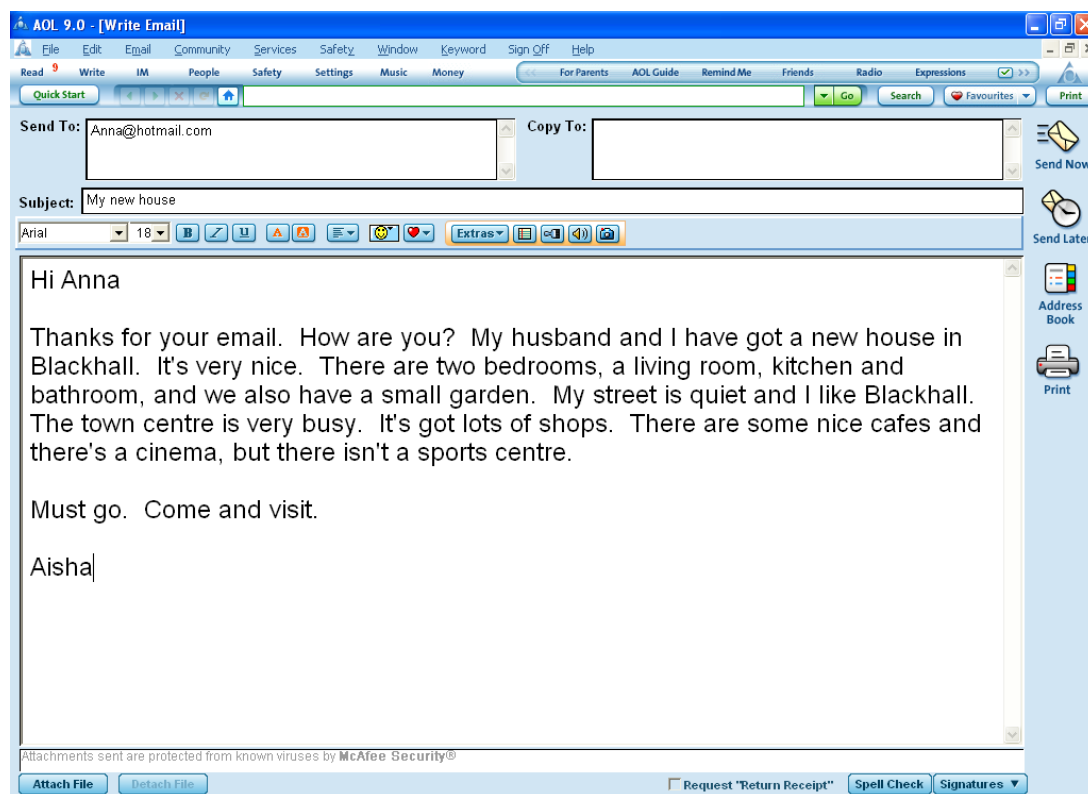 AOL 9.0 - [Write Email]
File Edit Email Community Services Safety Window Keyword Sign Off Help
Read 9 Write IM People Safety Settings Music Money For Parents AOL Guide Remind Me Friends Radio Expressions
Quick Start Go Search Favourites Print
Send To: Anna@hotmail.com Copy To:
Send Now
Subject: My new house
Arial 18 B I U A A Extras
Send Later
Hi Anna
Address
Book
Thanks for your email. How are you? My husband and I have got a new house in
Blackhall. It's very nice. There are two bedrooms, a living room, kitchen and
Print
bathroom, and we also have a small garden. My street is quiet and I like Blackhall.
The town centre is very busy. It's got lots of shops. There are some nice cafes and
there's a cinema, but there isn't a sports centre.
Must go. Come and visit.
Aisha
Attachments sent are protected from known viruses by McAfee Security®
Attach File Detach File Request "Return Receipt" Spell Check Signatures